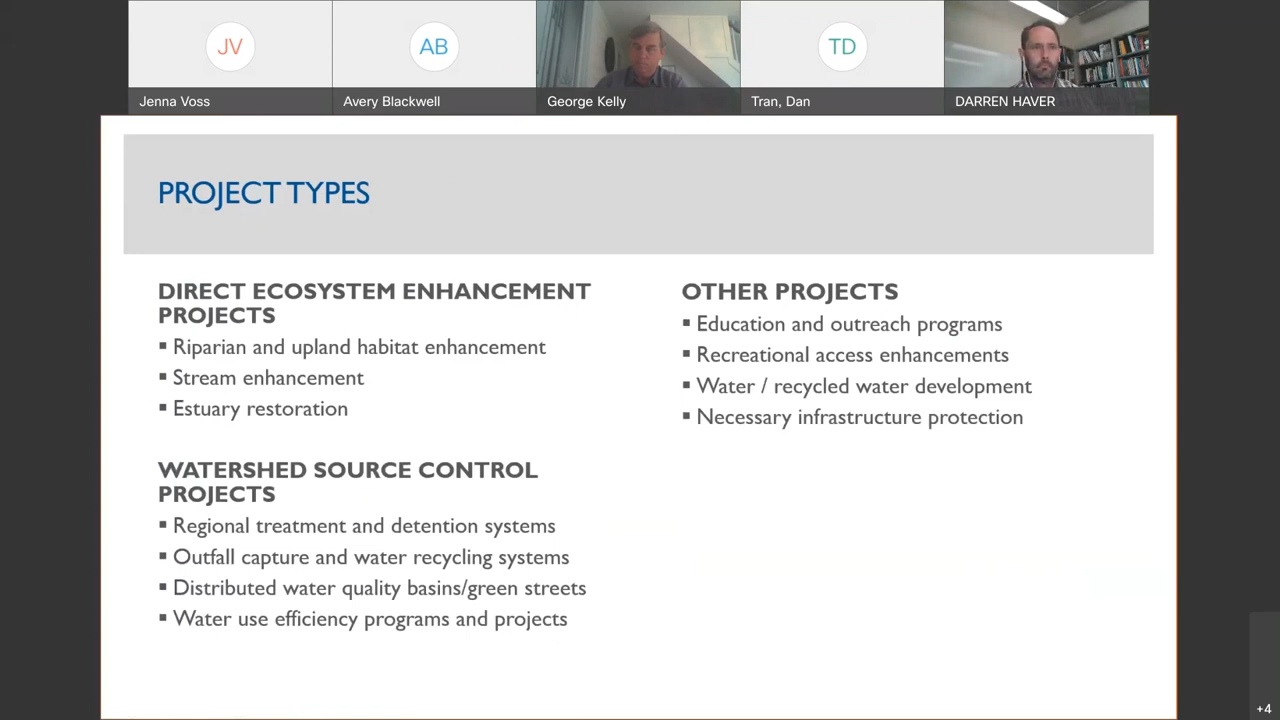 JV
AB
TD
Jenna Voss
Avery Blackwell
George Kelly
Tran, Dan
DARREN HAVER
PROJECT TYPES
DIRECT ECOSYSTEM ENHANCEMENT
PROJECTS
▪ Riparian and upland habitat enhancement
▪ Stream enhancement
▪ Estuary restoration
WATERSHED SOURCE CONTROL
PROJECTS
▪ Regional treatment and detention systems
▪ Outfall capture and water recycling systems
▪ Distributed water quality basins/green streets
▪ Water use efficiency programs and projects
OTHER PROJECTS
▪ Education and outreach programs
▪ Recreational access enhancements
▪ Water / recycled water development
▪ Necessary infrastructure protection
+4